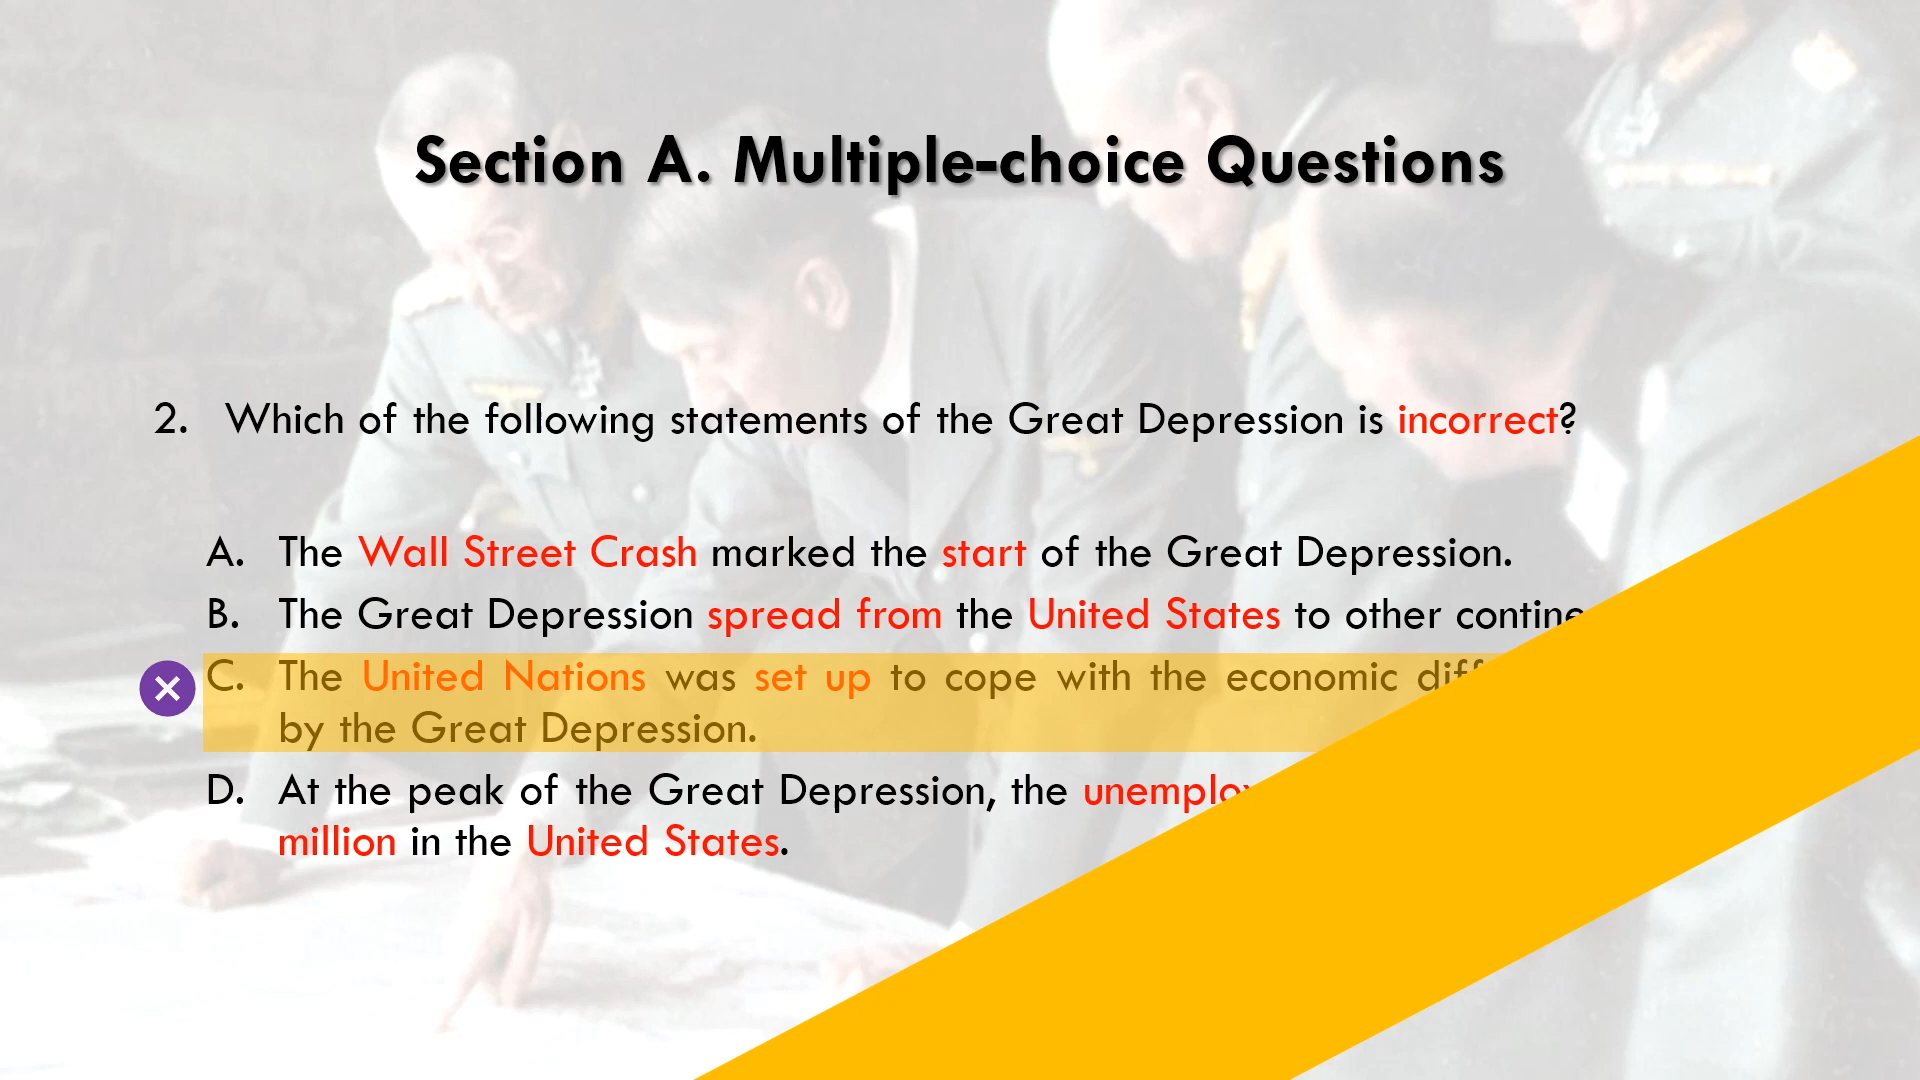 Section A. Multiple-choice Questions
2. Which of the following statements of the Great Depression is incorrect?
A. The Wall Street Crash marked the start of the Great Depression.
B. The Great Depression spread from the United States to other
C. The United Nations was set up to cope with the economic
by the Great Depression.
D. At the peak of the Great Depression, the
million in the United States.